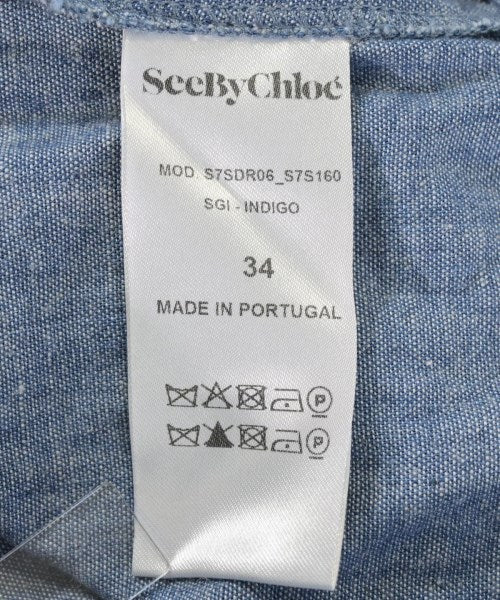 SeeByChloé
MOD. S7SDR06_S7S160
SGI - INDIGO
34
MADE IN PORTUGAL
P
P